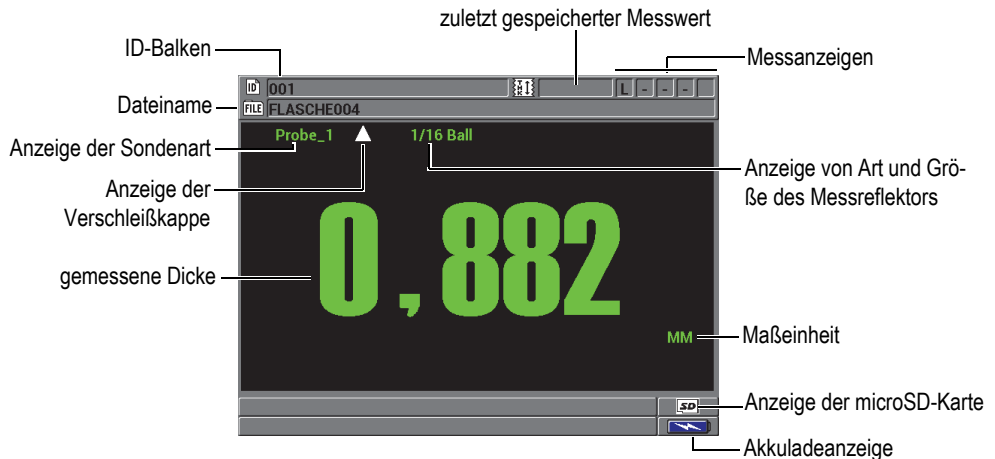 zuletzt gespeicherter Messwert
ID-Balken
Messanzeigen
ID 001 THK L - - -
Dateiname
FILE FLASCHE004
Probe_1 1/16 Ball
Anzeige der Sondenart
Anzeige von Art und Grö-
ße des Messreflektors
Anzeige der
Verschleißkappe
0,882
gemessene Dicke
MM
Maßeinheit
SD
Anzeige der microSD-Karte
Akkuladeanzeige